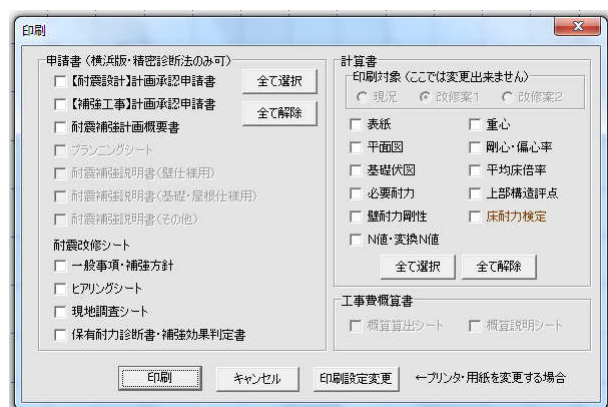 印刷
申請書（横浜版・精密診断法のみ可）
【耐震設計】計画承認申請書
全て選択
【補強工事】計画承認申請書
全て解除
耐震補強計画概要書
プランニングシート
耐震補強説明書（壁仕様用）
耐震補強説明書（基礎・屋根仕様用）
耐震補強説明書（その他）
耐震改修シート
一般事項・補強方針
ヒアリングシート
現地調査シート
保有耐力診断書・補強効果判定書
計算書
印刷対象（ここでは変更出来ません）
現況 改修案1 改修案2
表紙 重心
平面図 剛心・偏心率
基礎伏図 平均床倍率
必要耐力 上部構造評点
壁耐力剛性 床耐力検定
N値・変換N値
全て選択 全て解除
工事費概算書
概算算出シート 概算説明シート
印刷 キャンセル 印刷設定変更 ←プリンタ・用紙を変更する場合